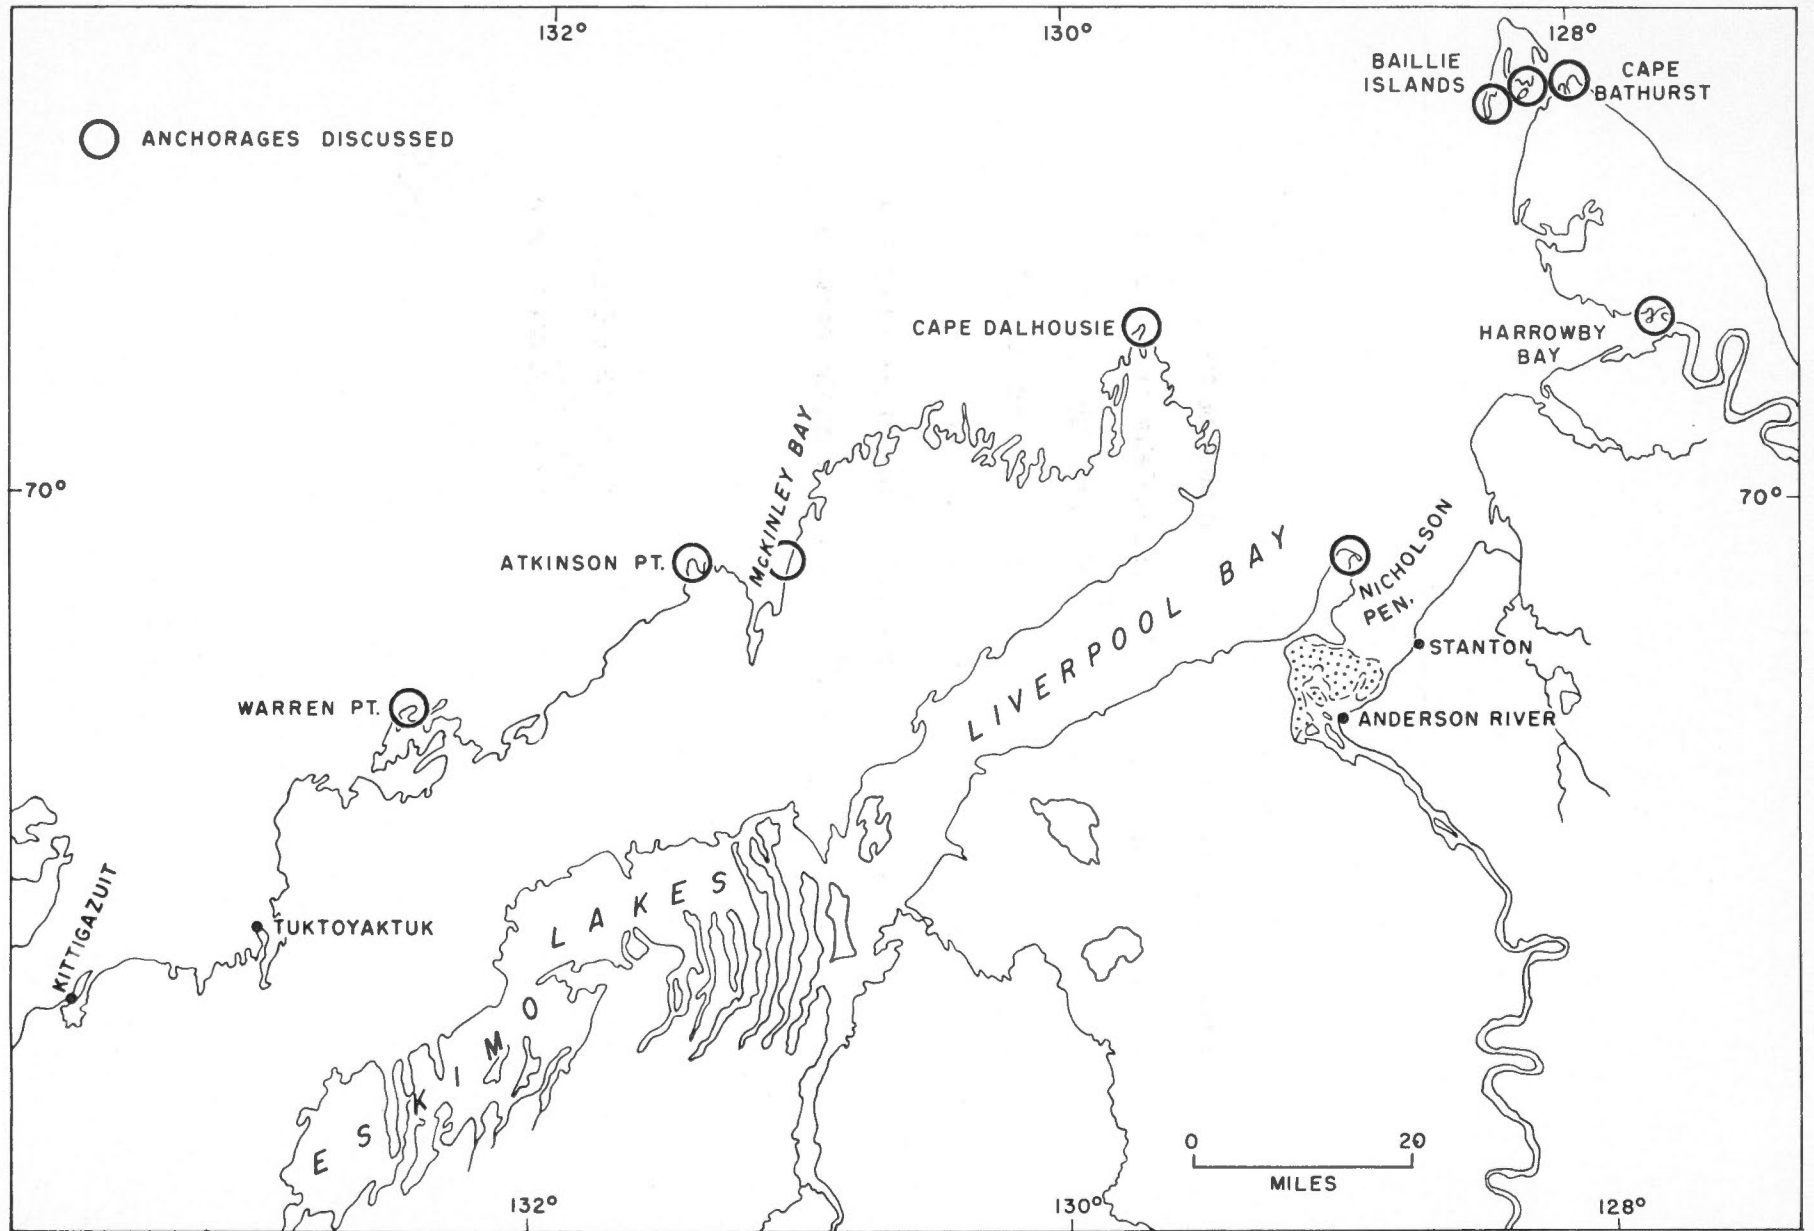 132°
130°
128°
BAILLIE
ISLANDS
CAPE
BATHURST
ANCHORAGES DISCUSSED
CAPE DALHOUSIE
HARROWBY
BAY
McKINLEY BAY
70°
70°
ATKINSON PT.
NICHOLSON
PEN.
LIVERPOOL BAY
STANTON
WARREN PT.
ANDERSON RIVER
KITTIGAZUIT
TUKTOYAKTUK
ESKIMO LAKES
0
20
MILES
132°
130°
128°